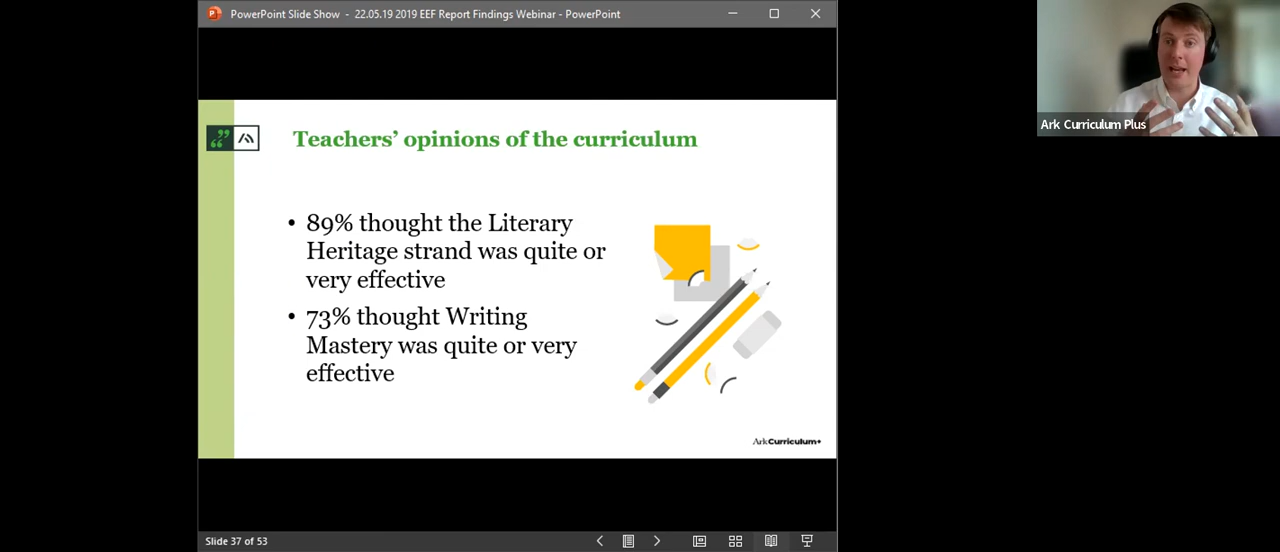 PowerPoint Slide Show - 22.05.19 2019 EEF Report Findings Webinar - PowerPoint
Teachers’ opinions of the curriculum
• 89% thought the Literary
Heritage strand was quite or
very effective
• 73% thought Writing
Mastery was quite or very
effective
ArkCurriculum+
Slide 37 of 53
Ark Curriculum Plus